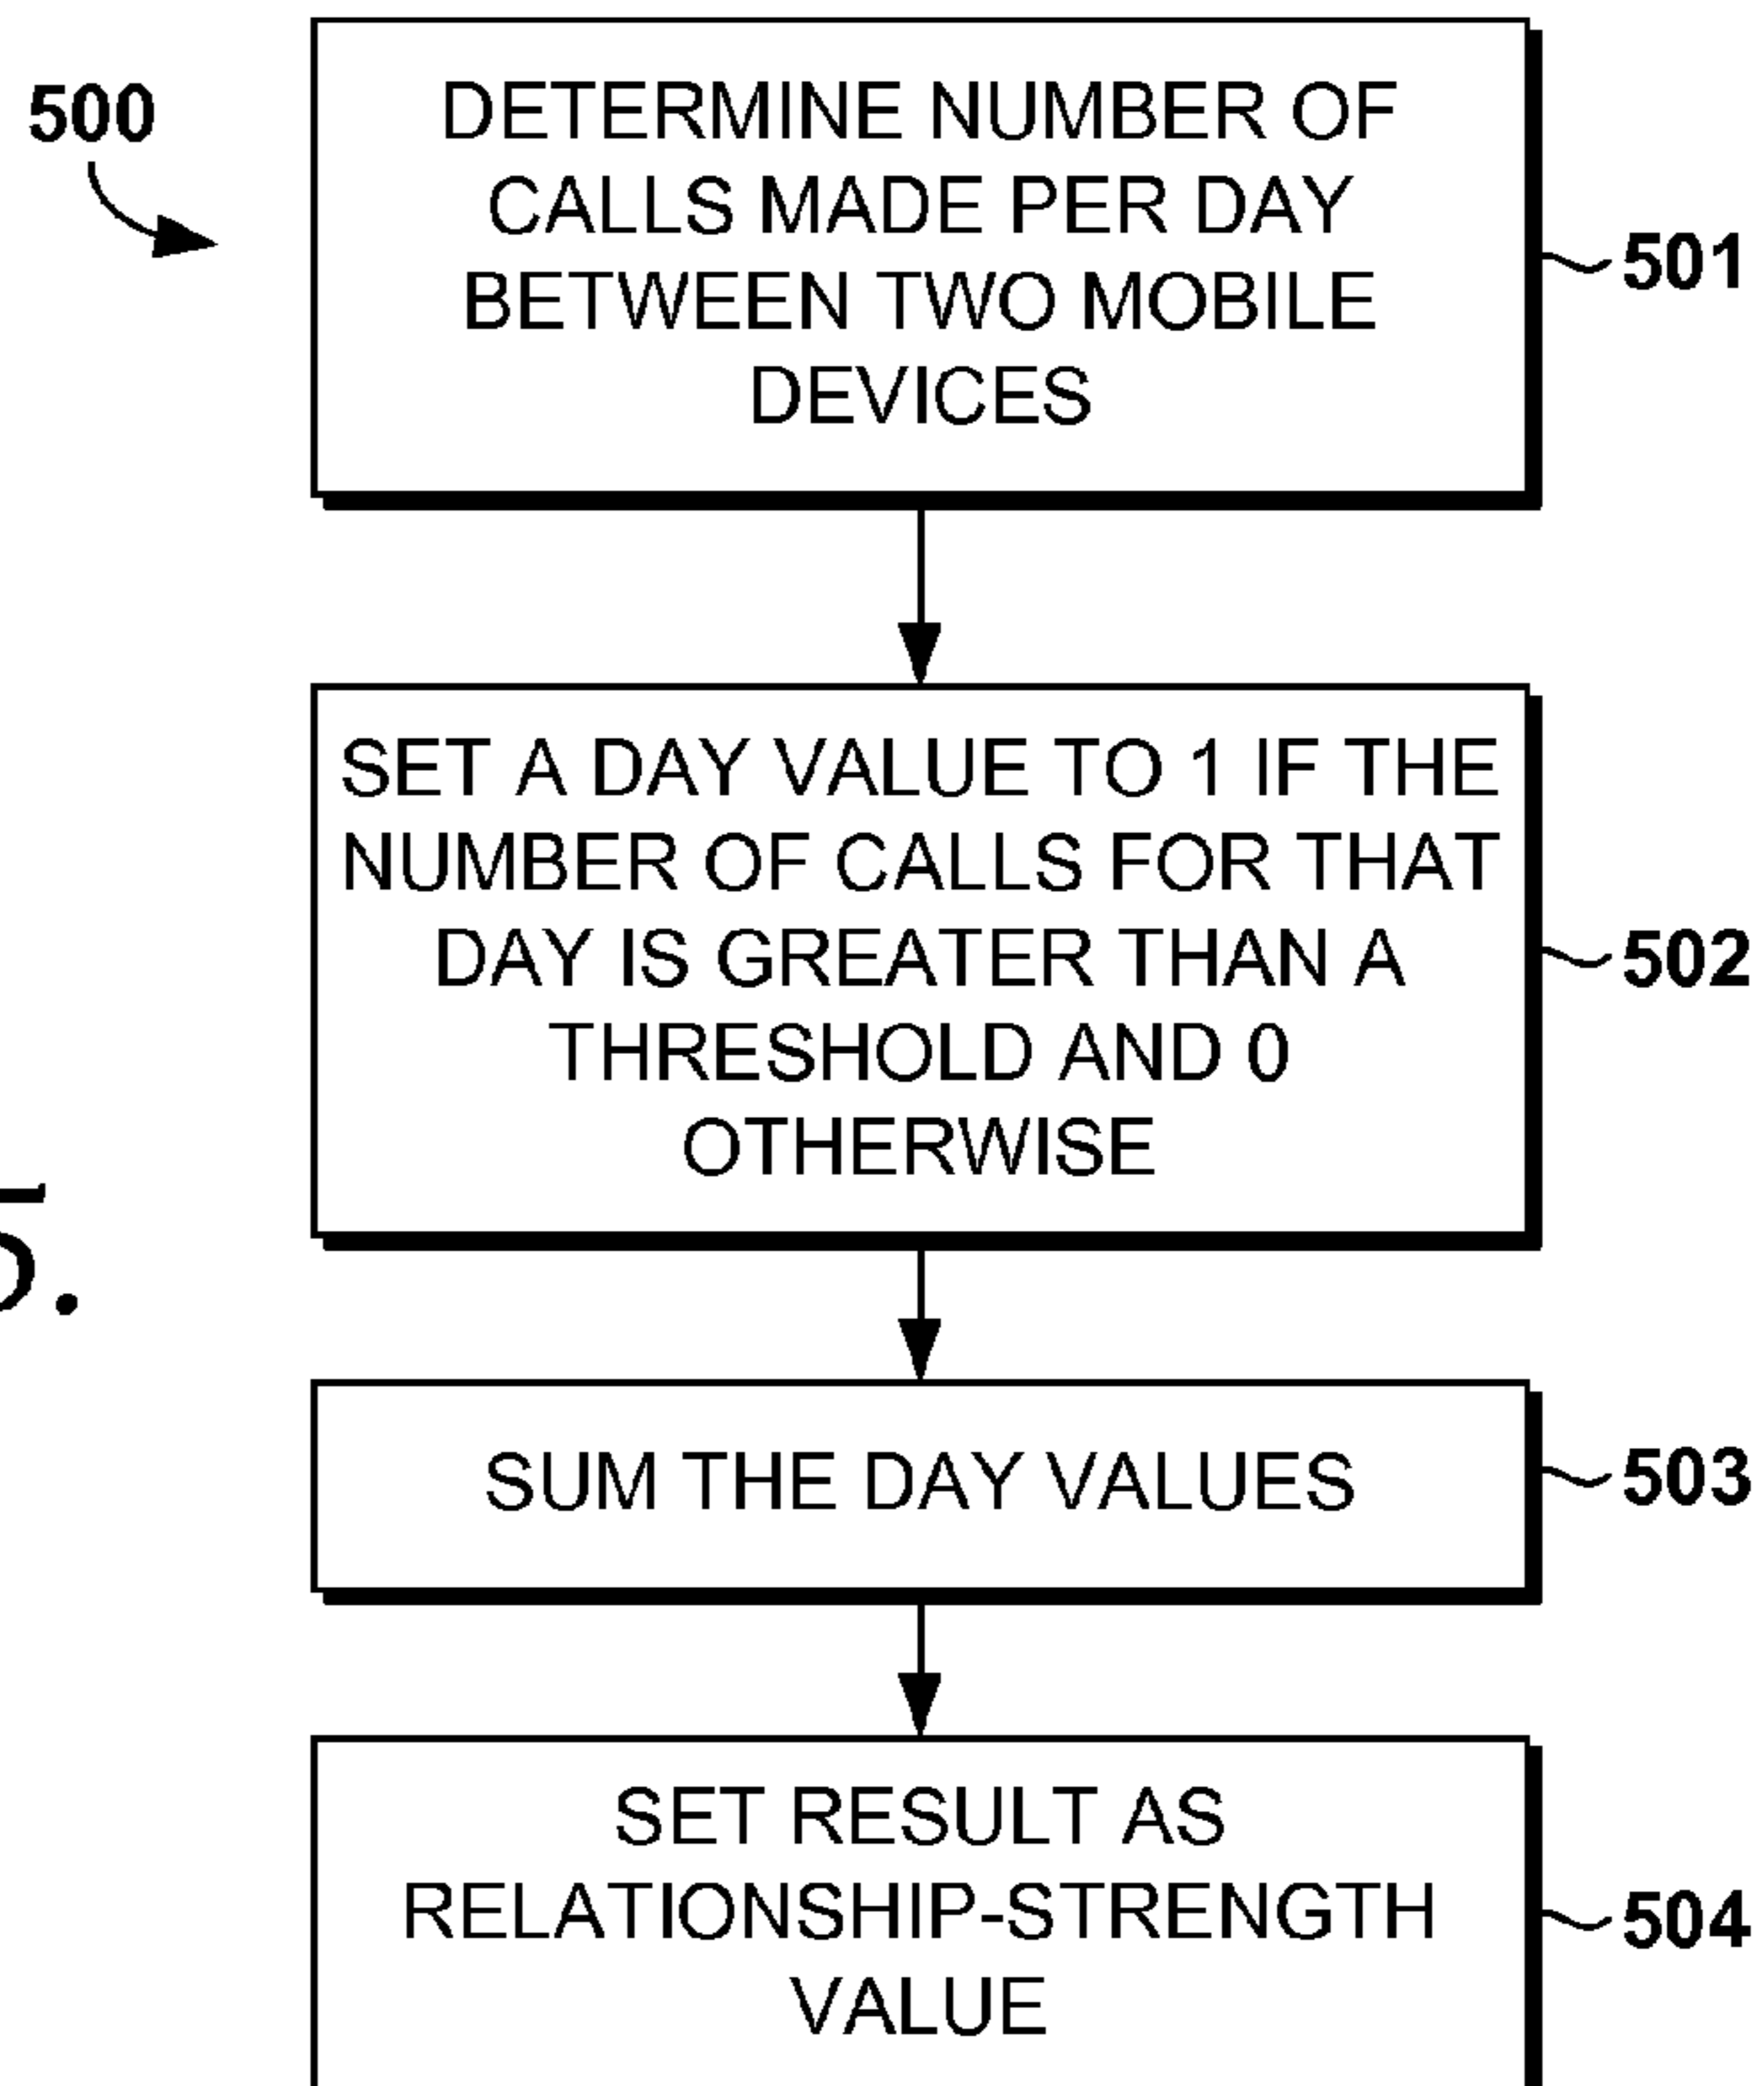 500
DETERMINE NUMBER OF
CALLS MADE PER DAY
BETWEEN TWO MOBILE
DEVICES
501
SET A DAY VALUE TO 1 IF THE
NUMBER OF CALLS FOR THAT
DAY IS GREATER THAN A
THRESHOLD AND 0
OTHERWISE
502
5.
SUM THE DAY VALUES
503
SET RESULT AS
RELATIONSHIP-STRENGTH
VALUE
504